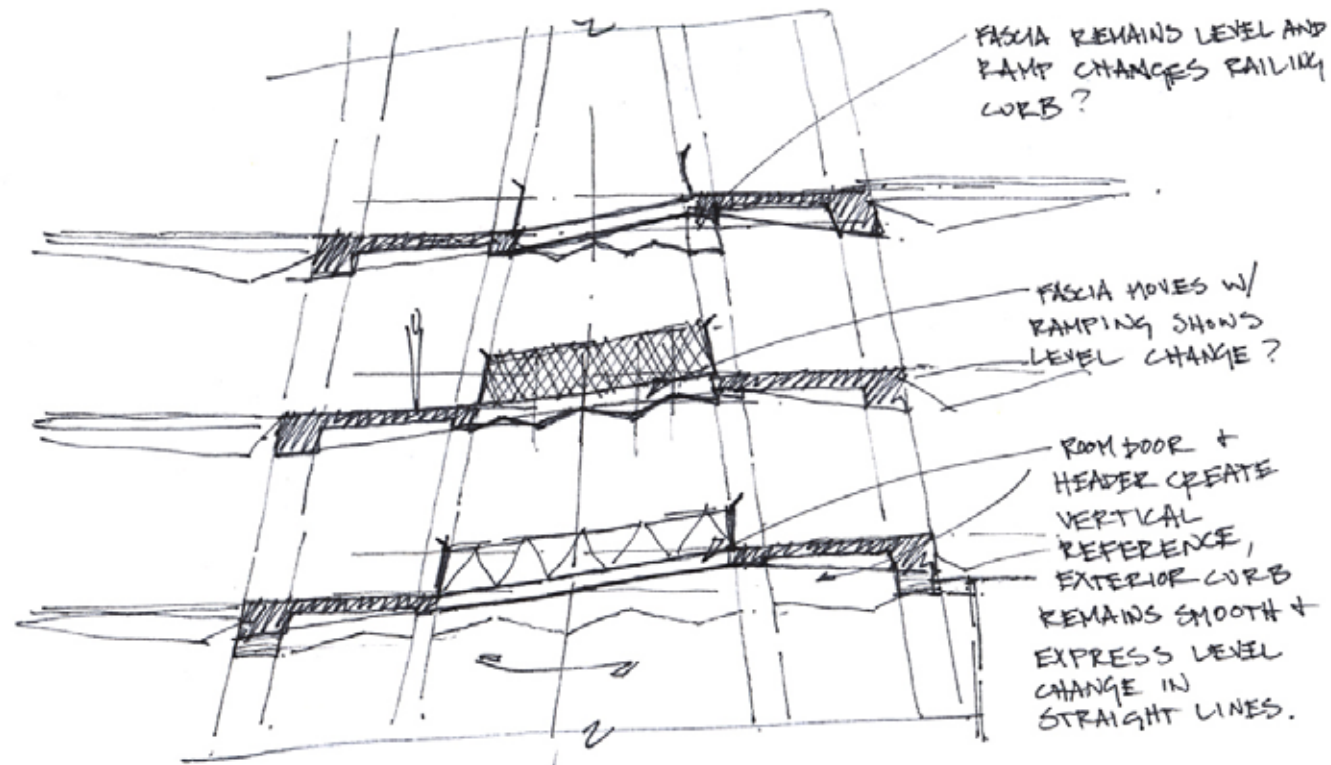 FASCIA REMAINS LEVEL AND
RAMP CHANGES RAILING
CURB?
FASCIA MOVES W/
RAMPING SHOWS
LEVEL CHANGE?
ROOM DOOR +
HEADER CREATE
VERTICAL
REFERENCE,
EXTERIOR CURB
REMAINS SMOOTH +
EXPRESS LEVEL
CHANGE IN
STRAIGHT LINES.